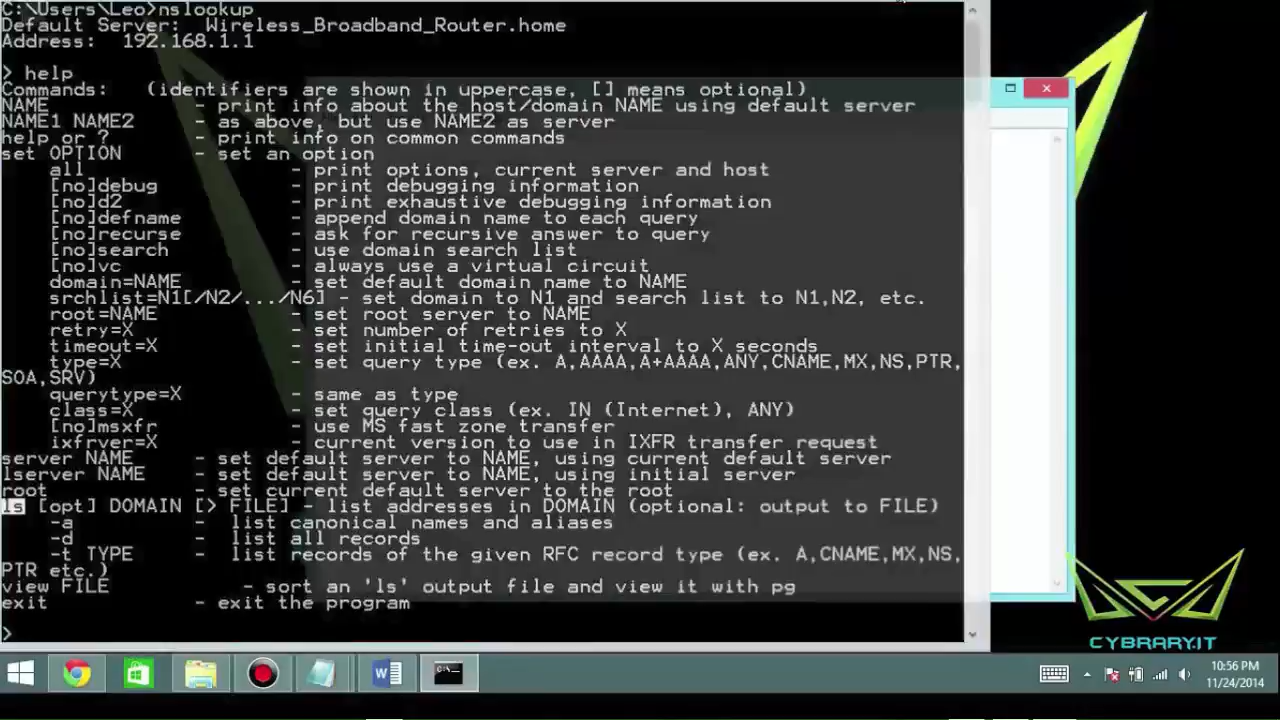 C:\Users\Leo>nslookup
Default Server:  Wireless_Broadband_Router.home
Address:  192.168.1.1
> help
Commands:   (identifiers are shown in uppercase, [] means optional)
NAME            - print info about the host/domain NAME using default server
NAME1 NAME2     - as above, but use NAME2 as server
help or ?       - print info on common commands
set OPTION      - set an option
    all                 - print options, current server and host
    [no]debug           - print debugging information
    [no]d2              - print exhaustive debugging information
    [no]defname         - append domain name to each query
    [no]recurse         - ask for recursive answer to query
    [no]search          - use domain search list
    [no]vc              - always use a virtual circuit
    domain=NAME         - set default domain name to NAME
    srchlist=N1[/N2/.../N6] - set domain to N1 and search list to N1,N2, etc.
    root=NAME           - set root server to NAME
    retry=X             - set number of retries to X
    timeout=X           - set initial time-out interval to X seconds
    type=X              - set query type (ex. A,AAAA,A+AAAA,ANY,CNAME,MX,NS,PTR,
SOA,SRV)
    querytype=X         - same as type
    class=X             - set query class (ex. IN (Internet), ANY)
    [no]msxfr           - use MS fast zone transfer
    ixfrver=X           - current version to use in IXFR transfer request
server NAME     - set default server to NAME, using current default server
lserver NAME    - set default server to NAME, using initial server
root            - set current default server to the root
ls [opt] DOMAIN [> FILE] - list addresses in DOMAIN (optional: output to FILE)
    -a          -  list canonical names and aliases
    -d          -  list all records
    -t TYPE     -  list records of the given RFC record type (ex. A,CNAME,MX,NS,
PTR etc.)
view FILE           - sort an 'ls' output file and view it with pg
exit            - exit the program
>
CYBRARY.IT
10:56 PM
11/24/2014